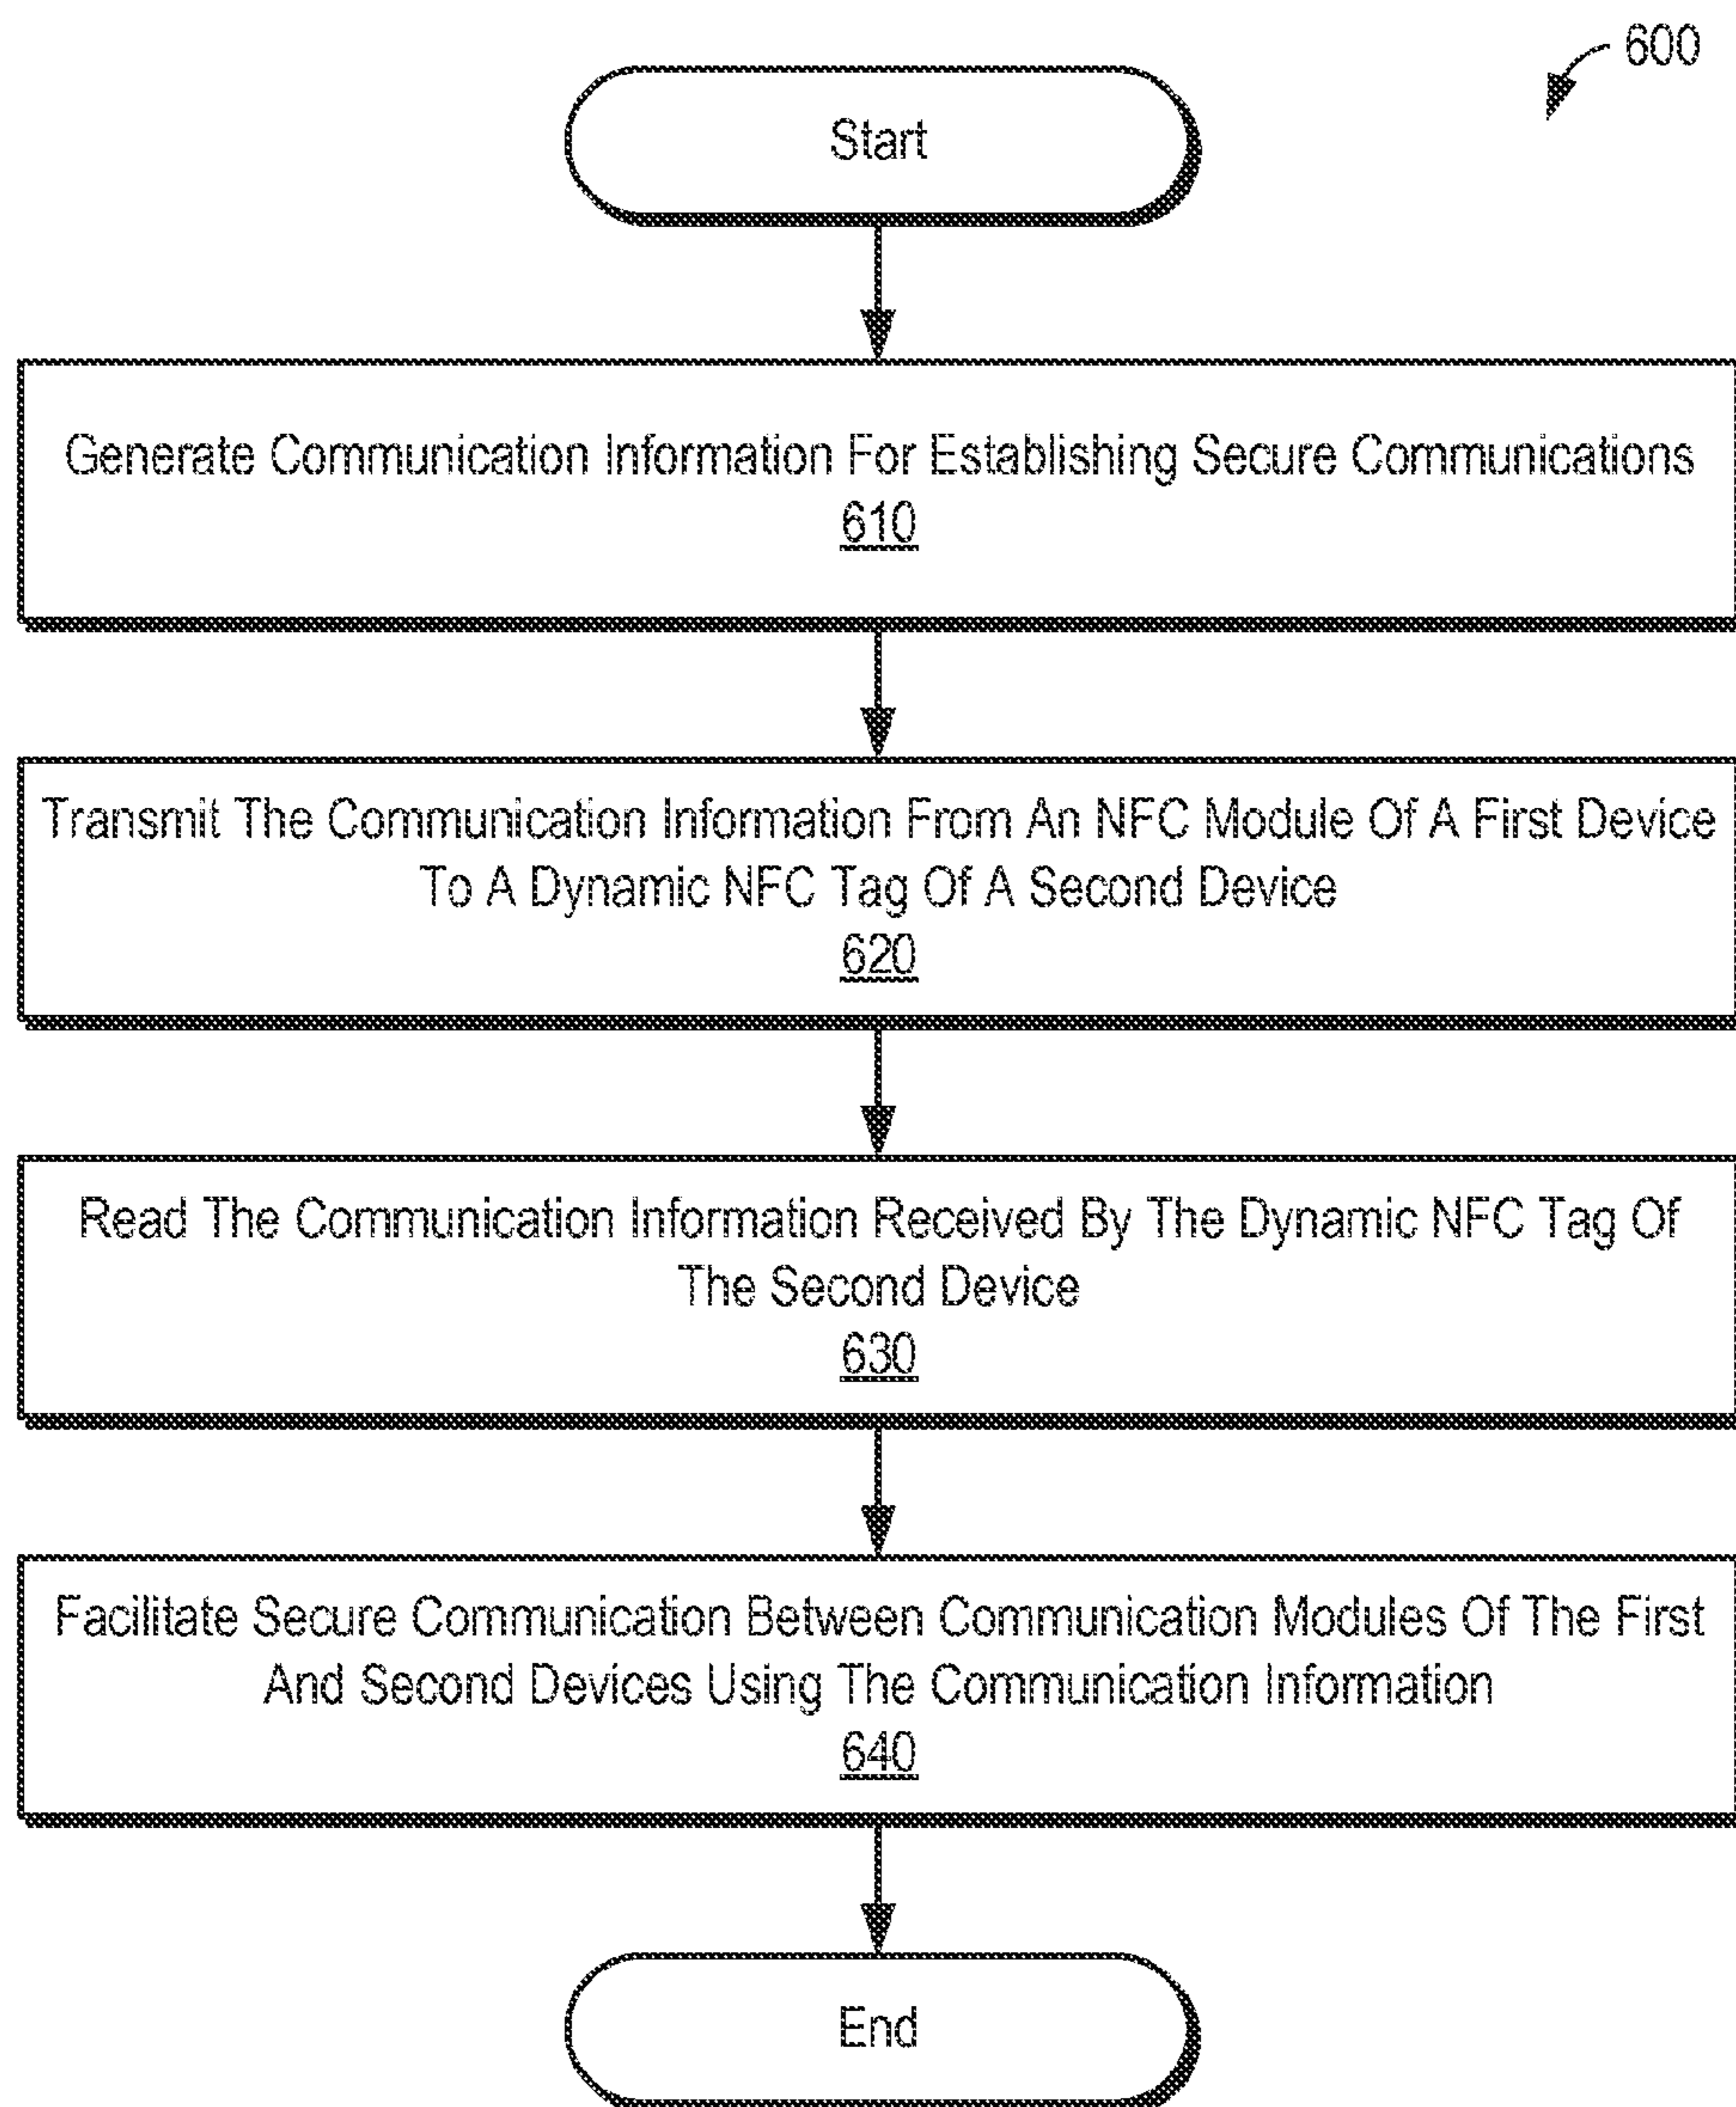 600
Start
Generate Communication Information For Establishing Secure Communications
610
Transmit The Communication Information From An NFC Module Of A First Device
To A Dynamic NFC Tag Of A Second Device
620
Read The Communication Information Received By The Dynamic NFC Tag Of
The Second Device
630
Facilitate Secure Communication Between Communication Modules Of The First
And Second Devices Using The Communication Information
640
End